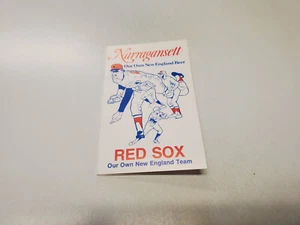 Narragansett
Our Own New England Beer
RED SOX
Our Own New England Team